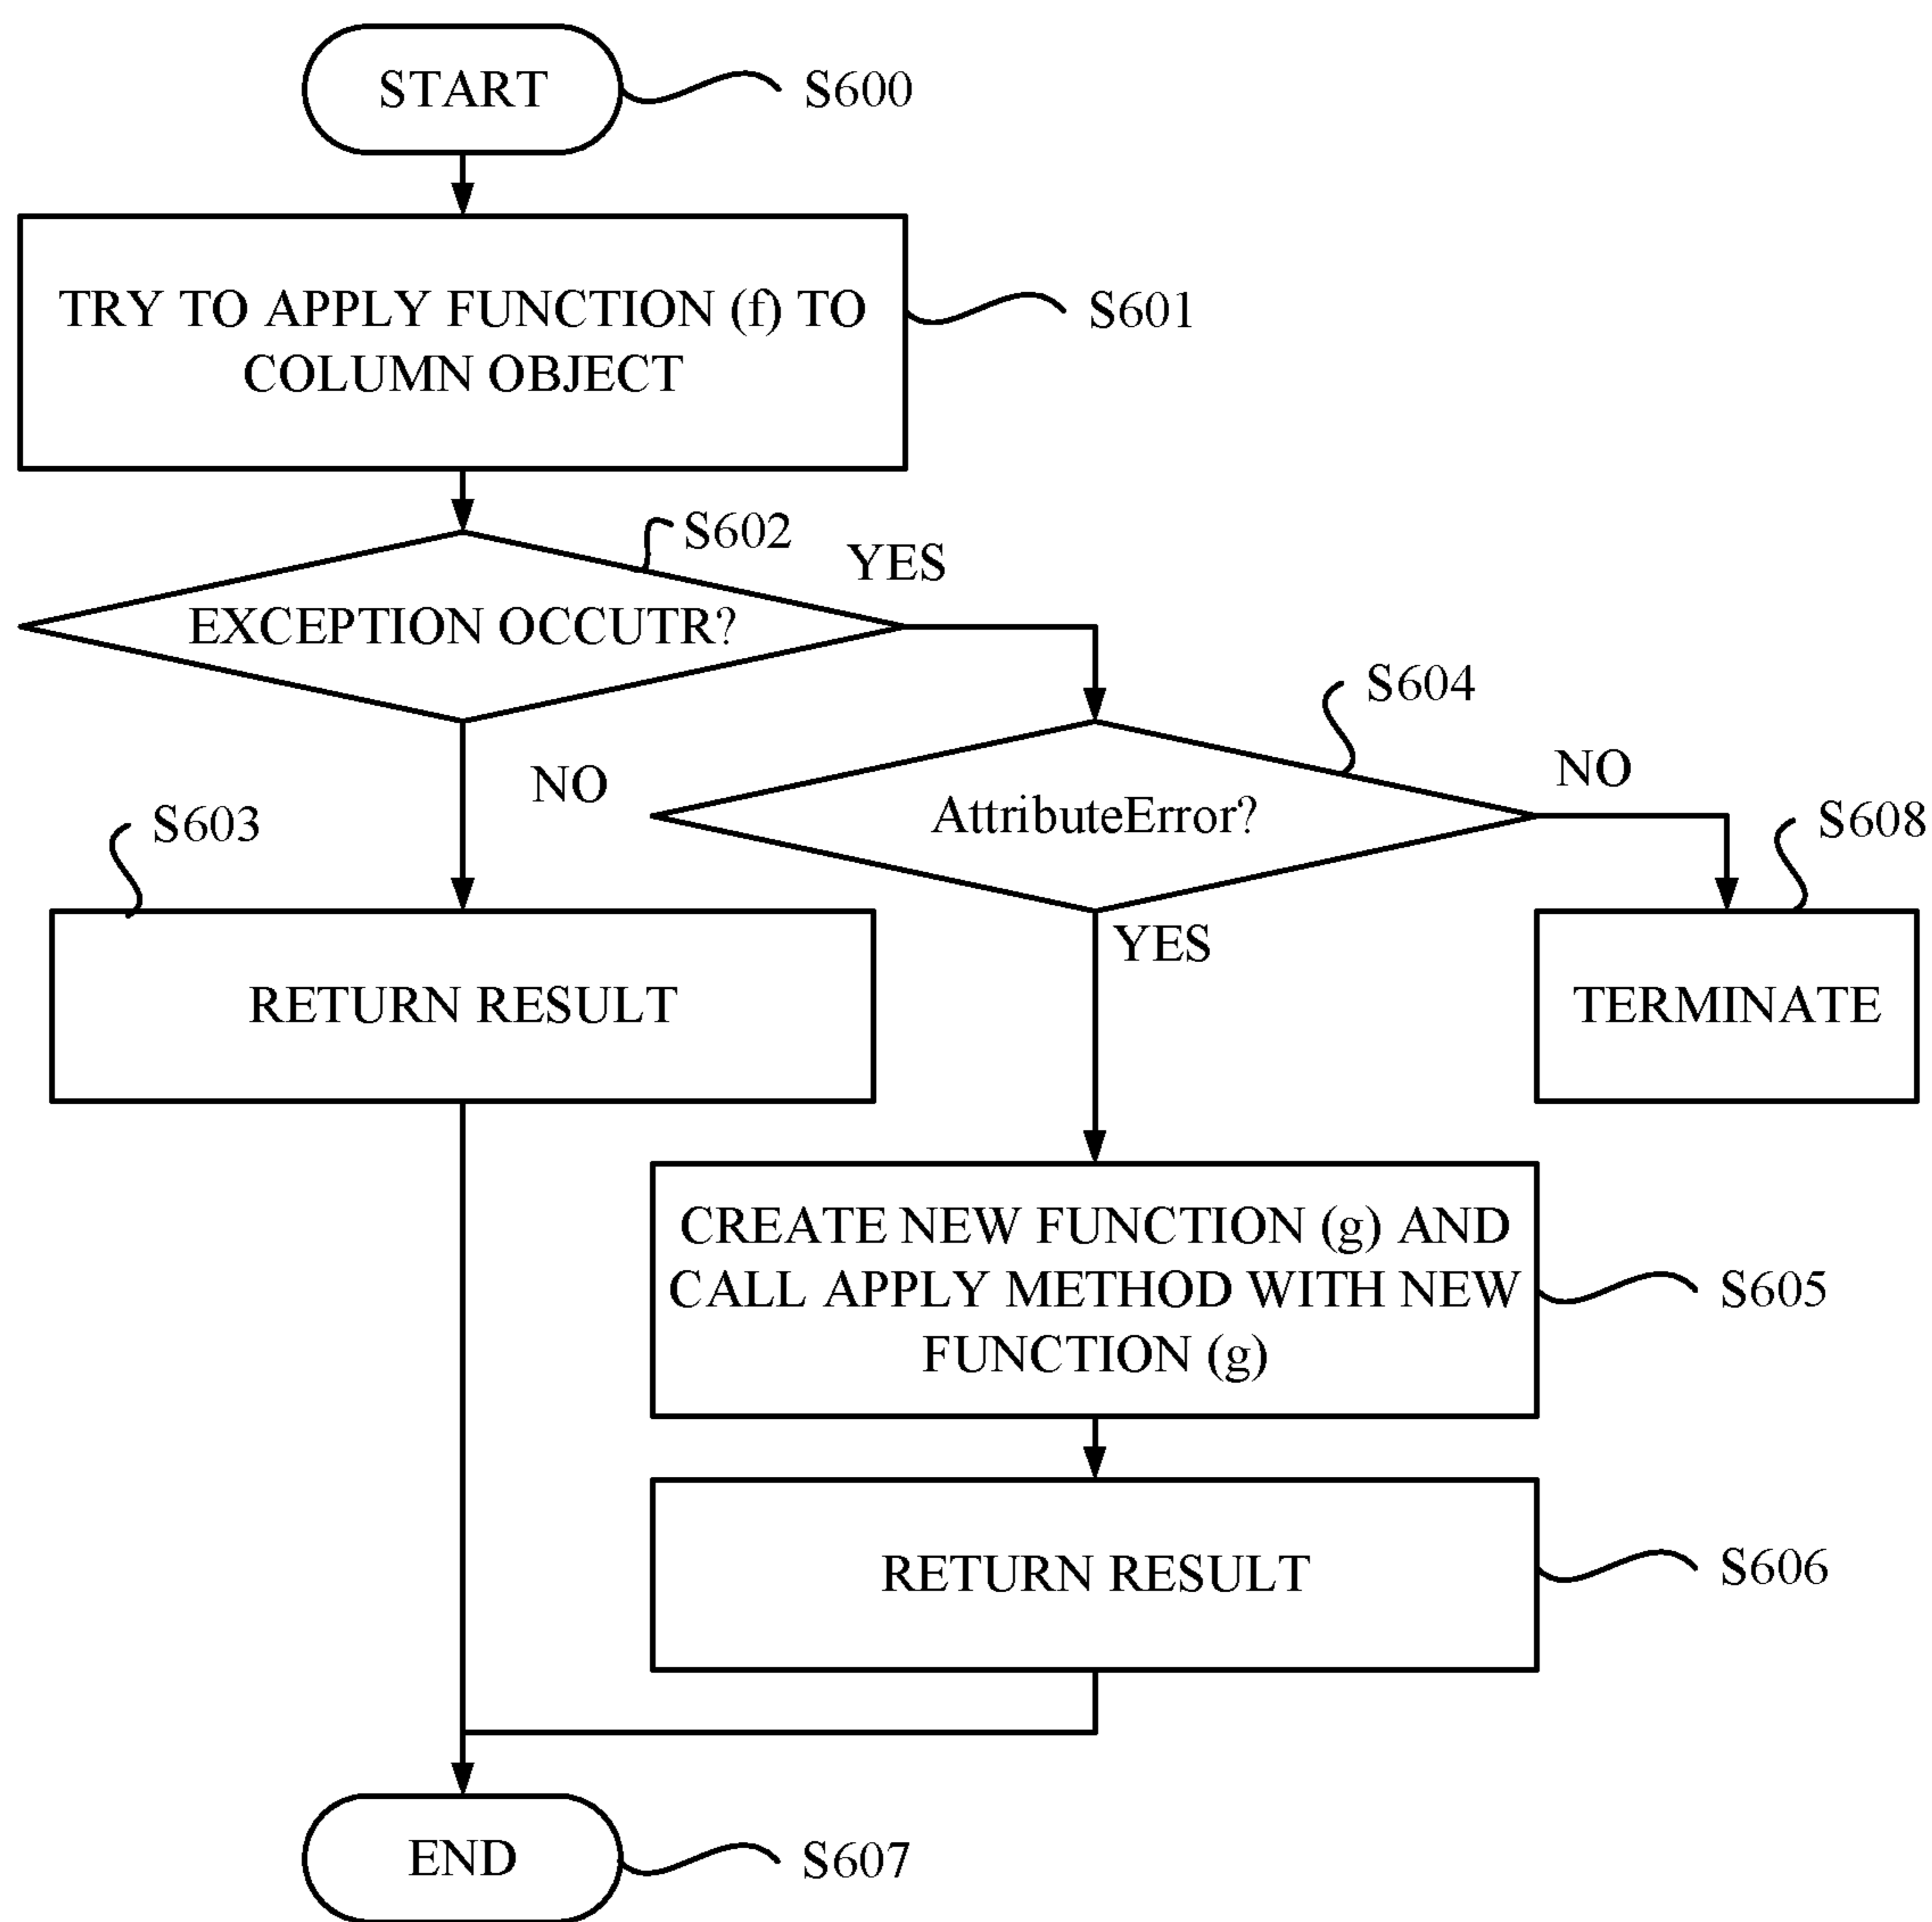 START
S600
TRY TO APPLY FUNCTION (f) TO
COLUMN OBJECT
S601
S602
YES
EXCEPTION OCCUTR?
S604
NO
NO
AttributeError?
S603
S608
YES
RETURN RESULT
TERMINATE
CREATE NEW FUNCTION (g) AND
CALL APPLY METHOD WITH NEW
FUNCTION (g)
S605
RETURN RESULT
S606
END
S607